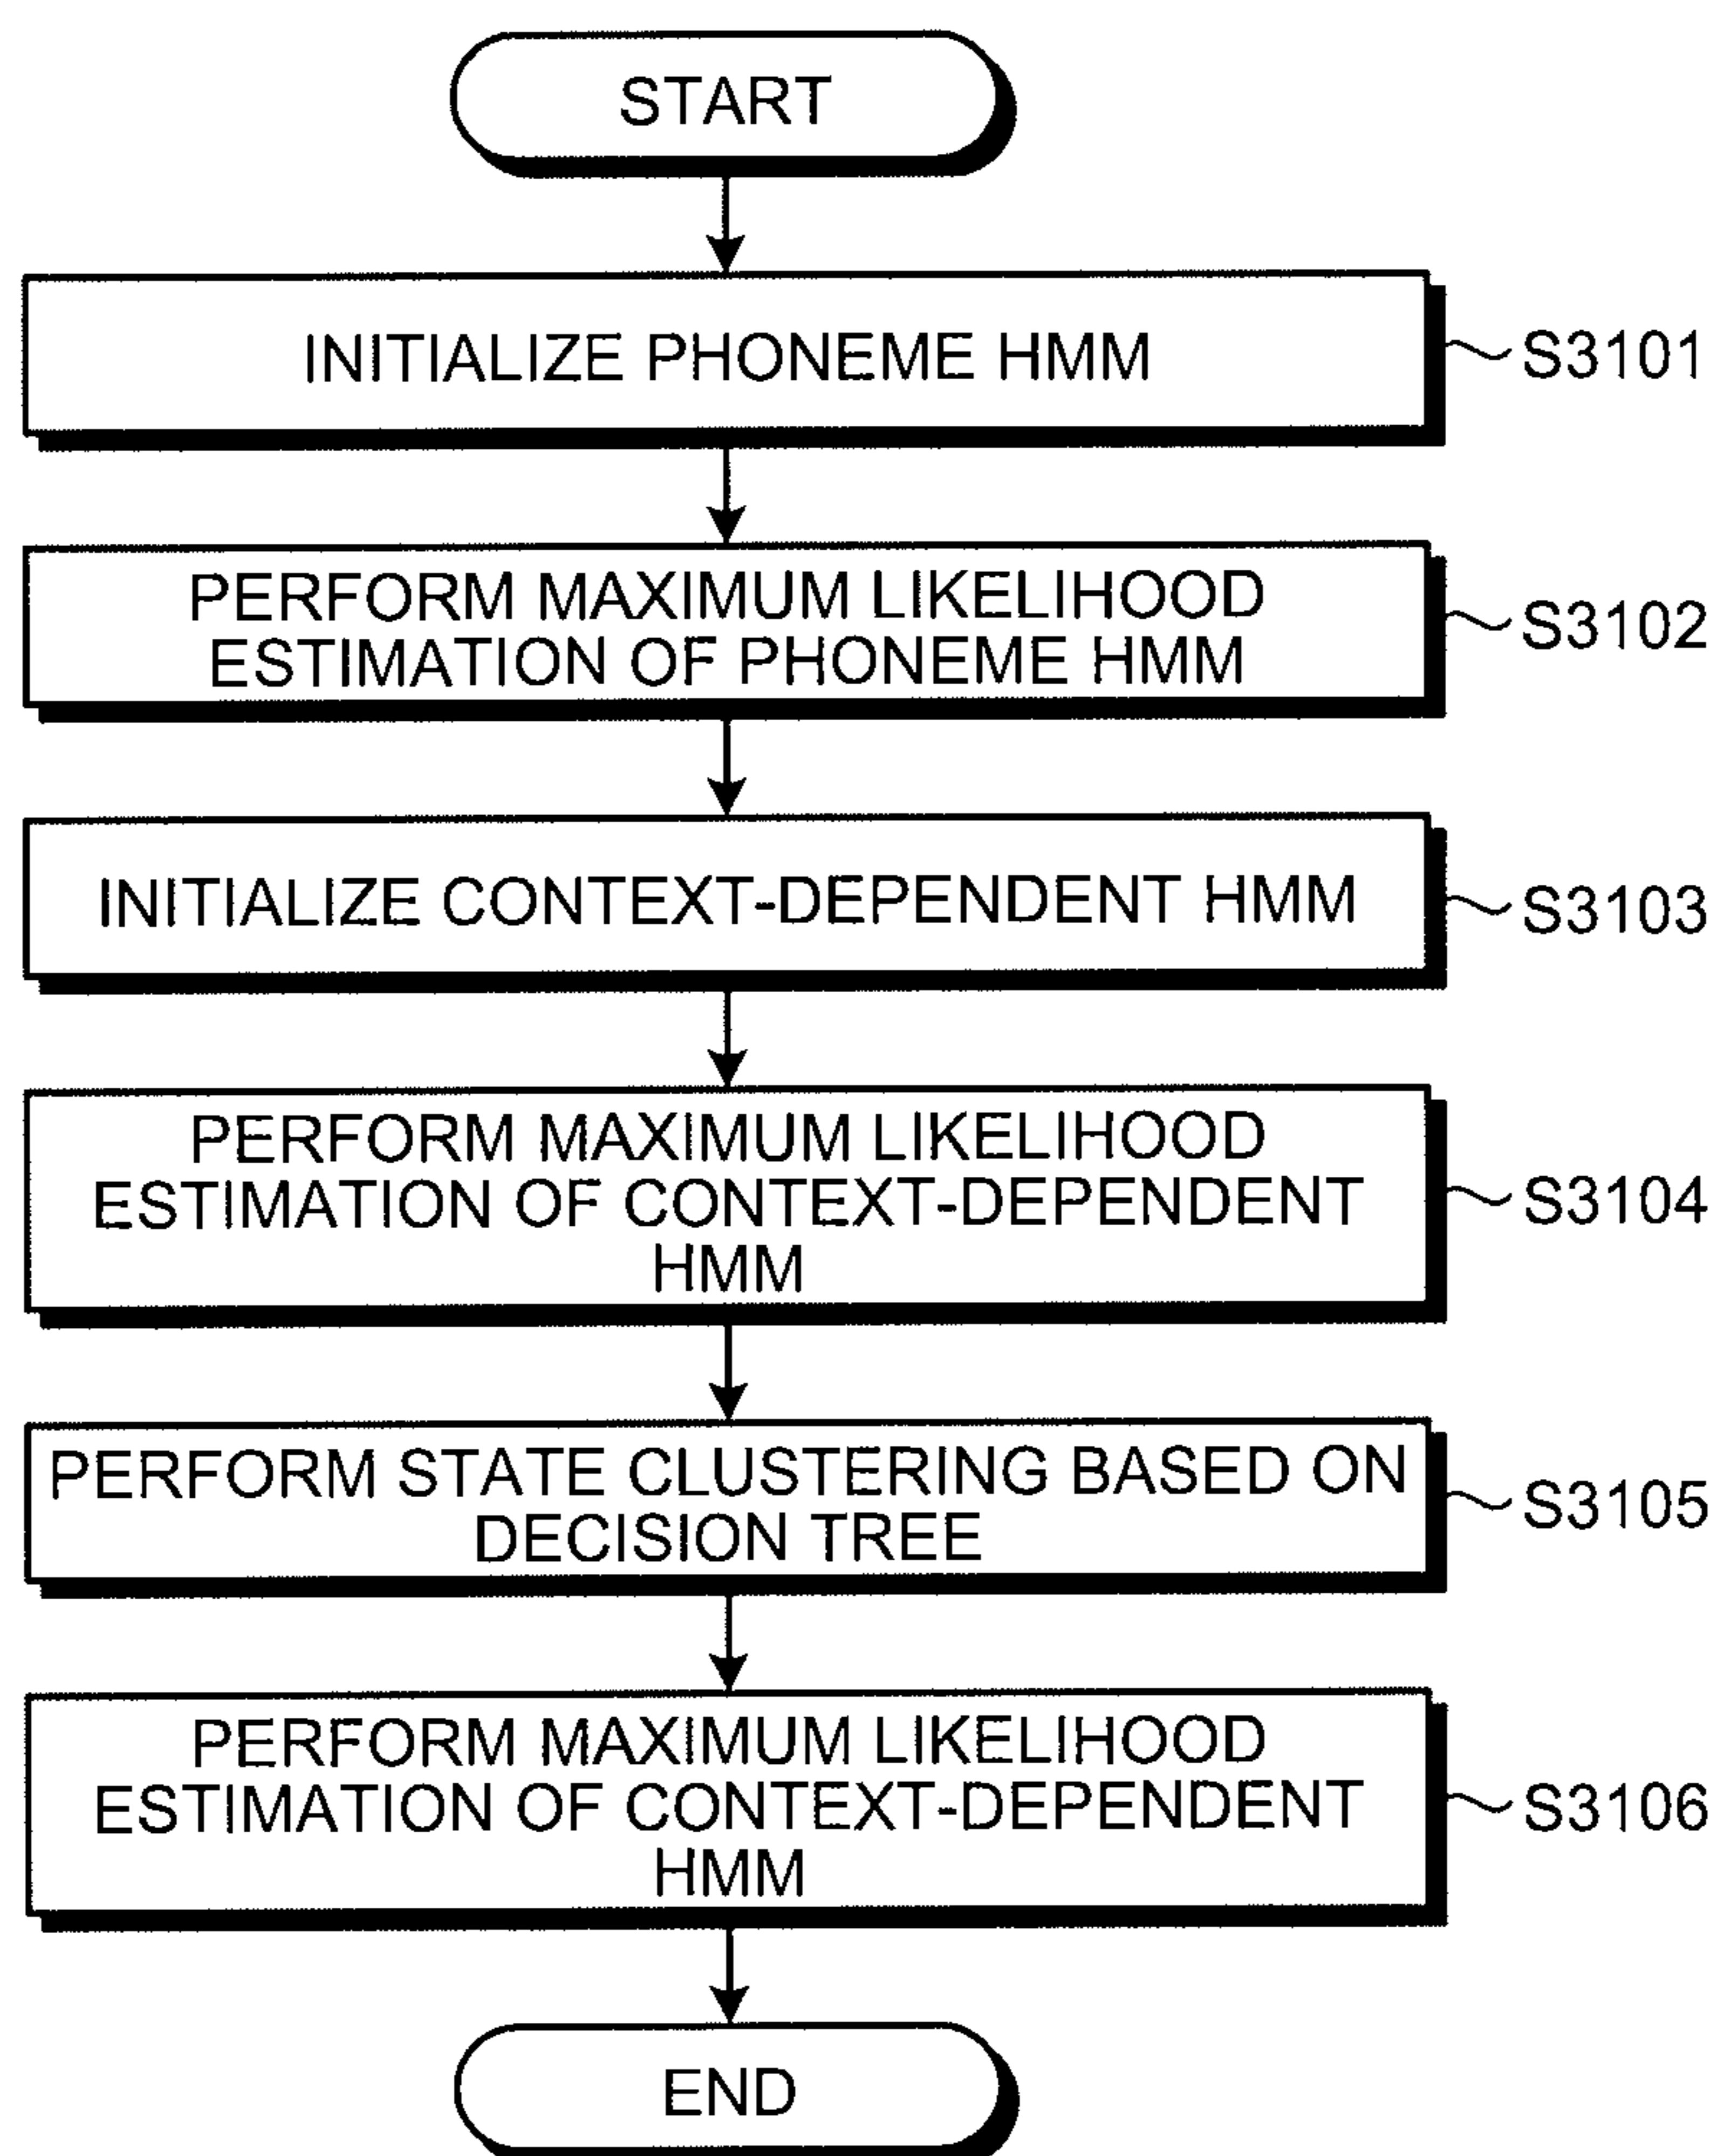 START
INITIALIZE PHONEME HMM
S3101
PERFORM MAXIMUM LIKELIHOOD
ESTIMATION OF PHONEME HMM
S3102
INITIALIZE CONTEXT-DEPENDENT HMM
S3103
PERFORM MAXIMUM LIKELIHOOD
ESTIMATION OF CONTEXT-DEPENDENT
HMM
S3104
PERFORM STATE CLUSTERING BASED ON
DECISION TREE
S3105
PERFORM MAXIMUM LIKELIHOOD
ESTIMATION OF CONTEXT-DEPENDENT
HMM
S3106
END